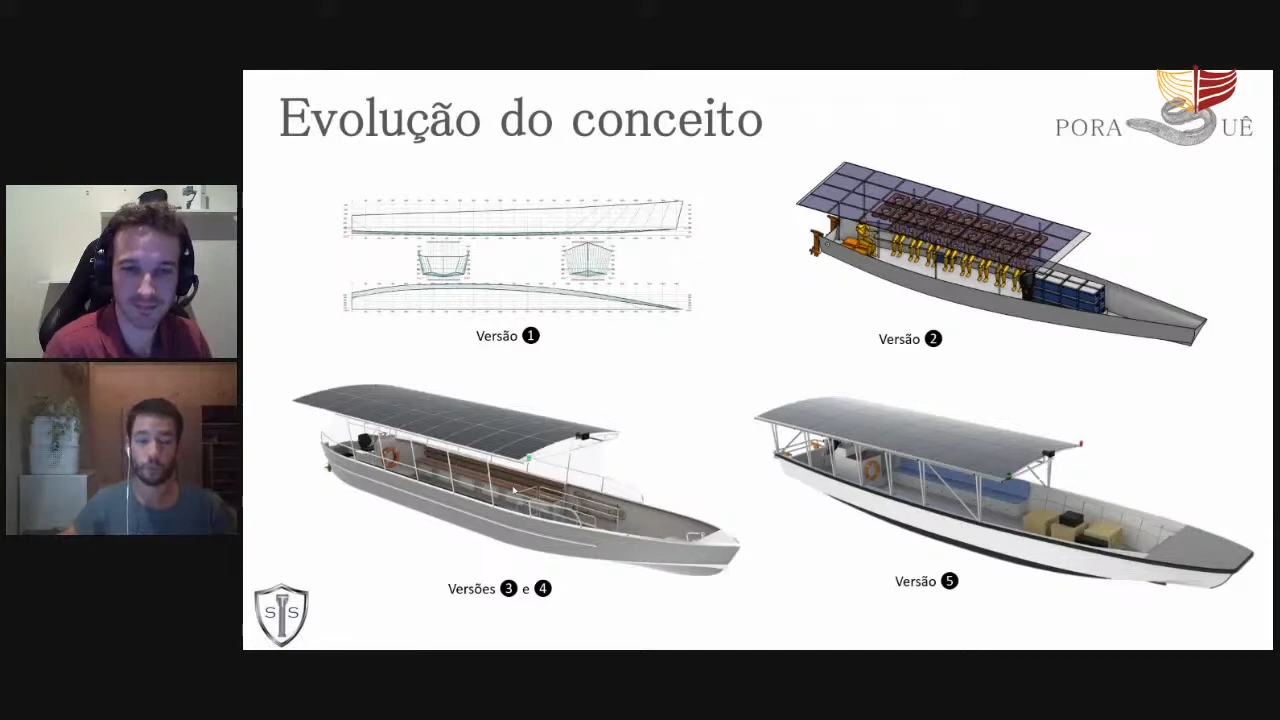 Evolução do conceito
PORA UÊ
Versão 1
Versão 2
Versões 3 e 4
Versão 5
S S